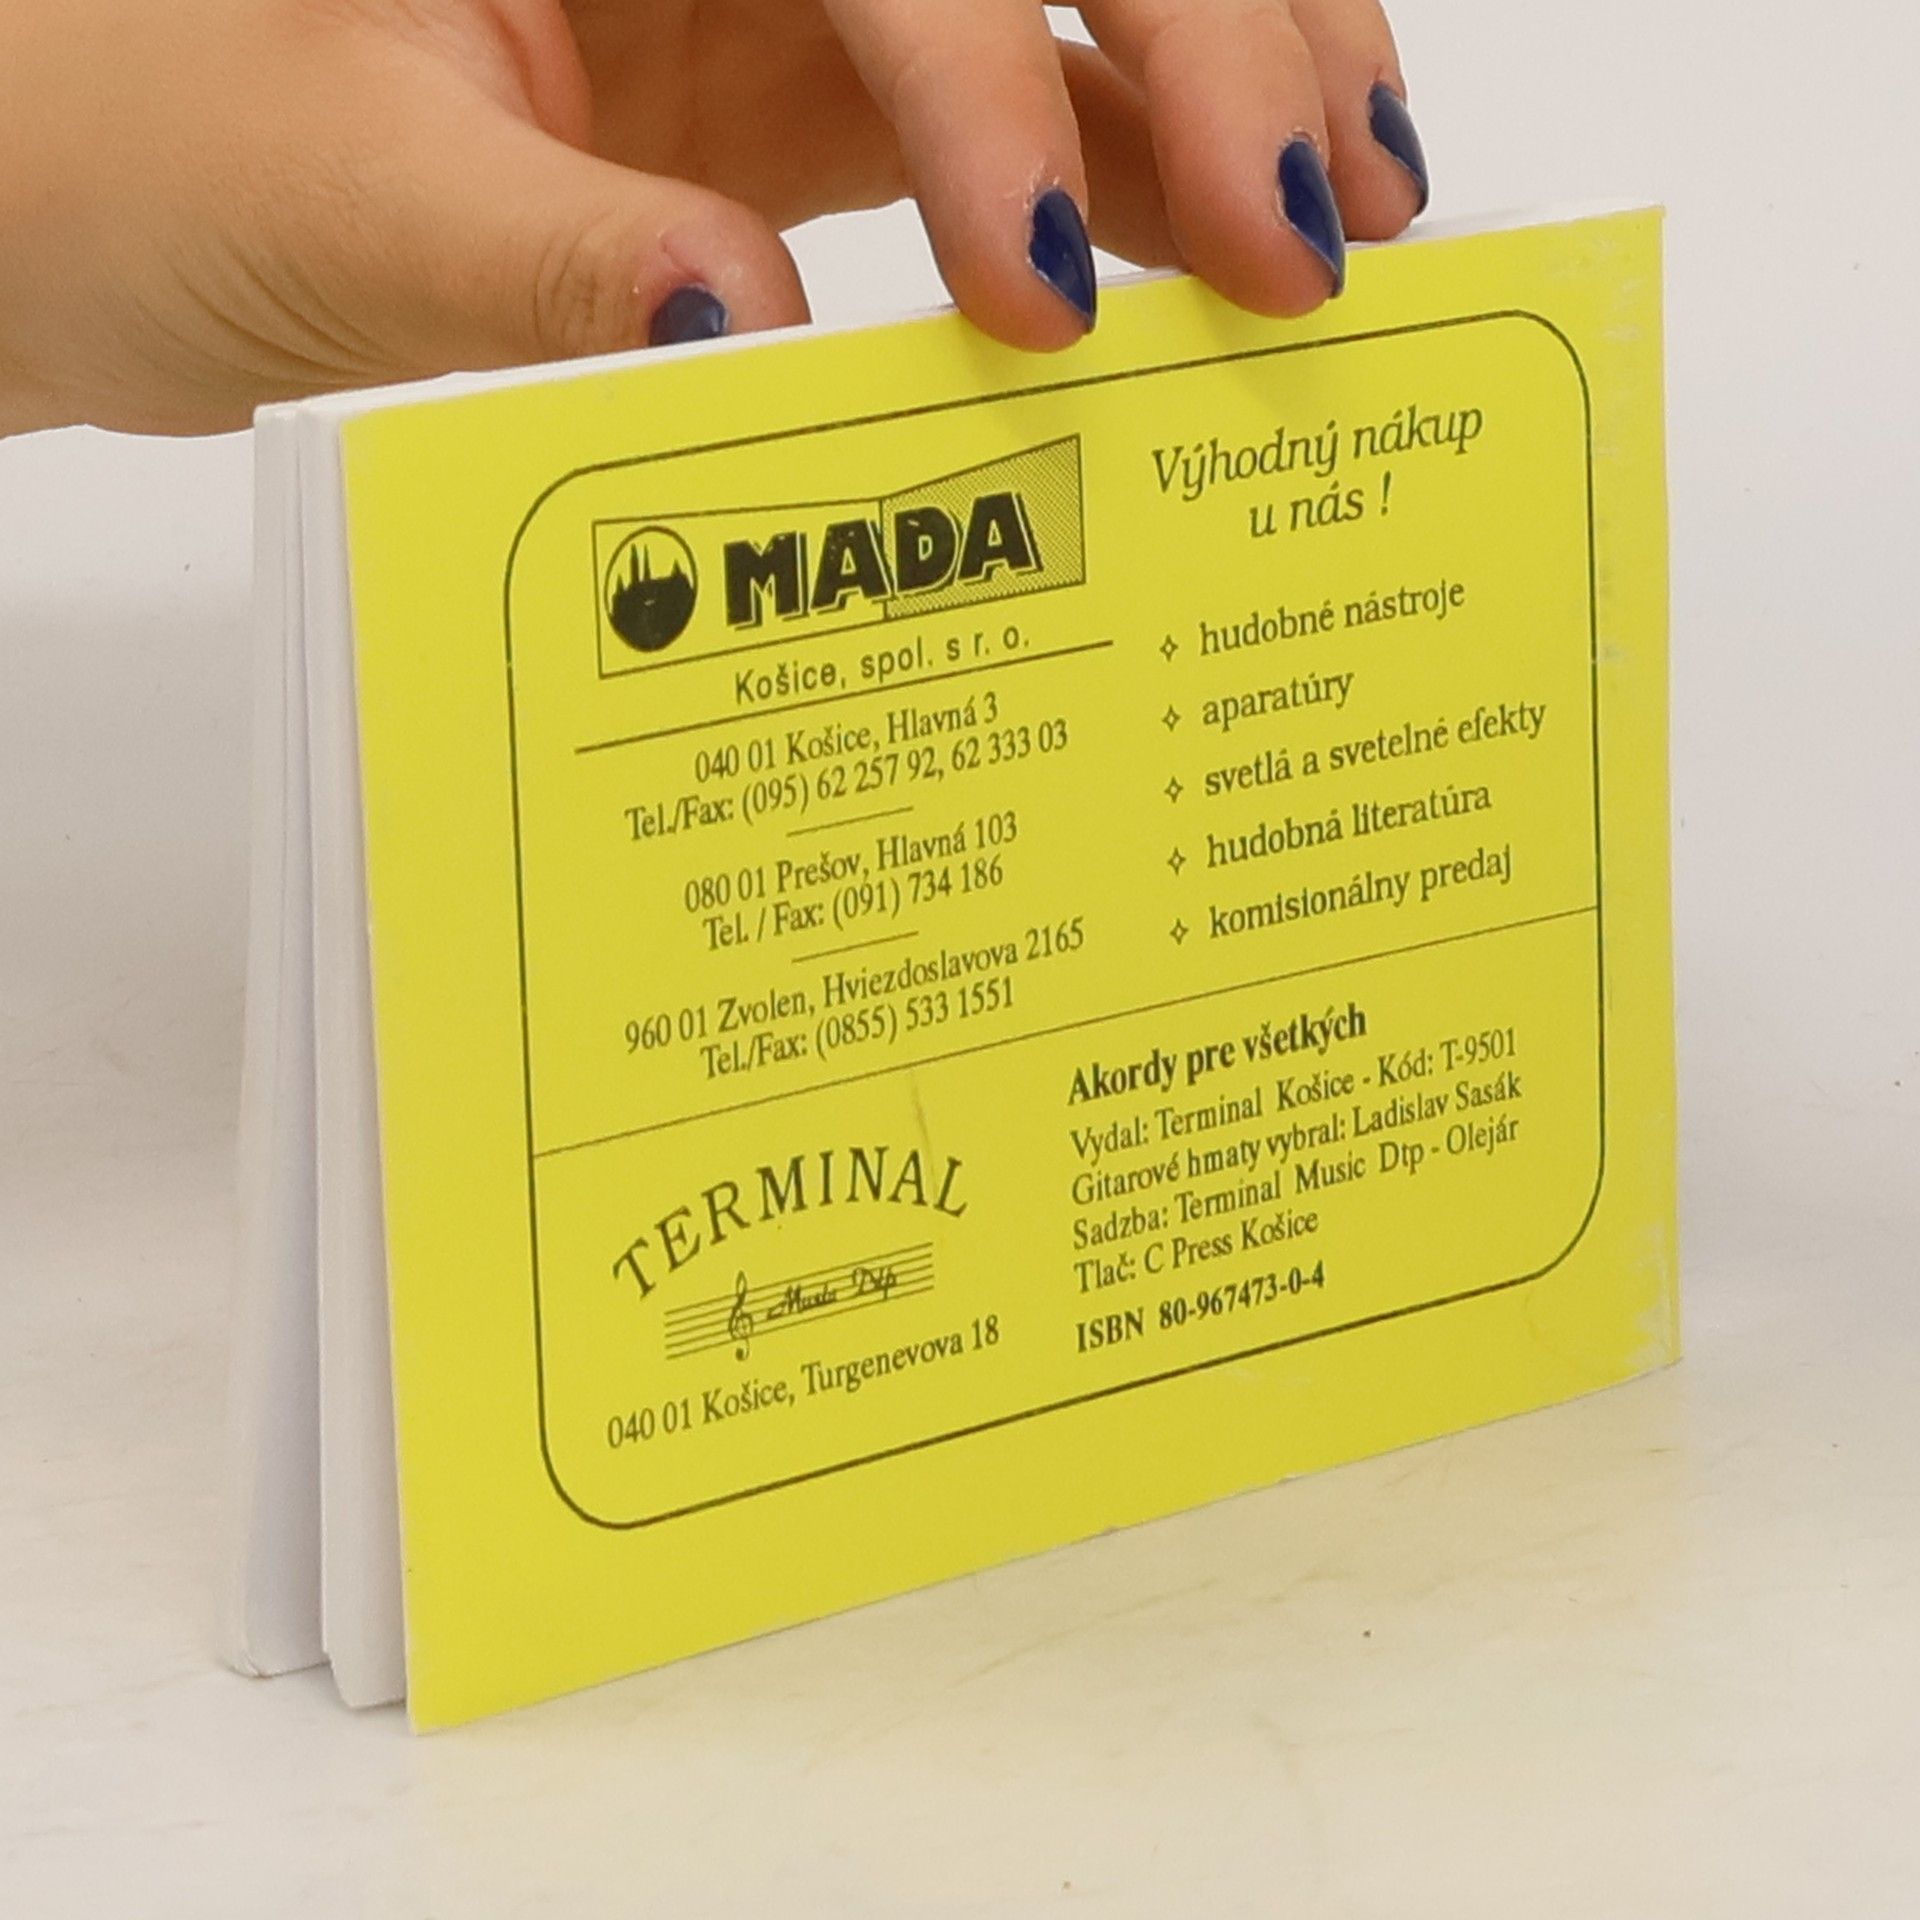 MADA
Košice, spol. s r. o.
040 01 Košice, Hlavná 3
Tel./Fax: (095) 62 257 92, 62 333 03
080 01 Prešov, Hlavná 103
Tel. / Fax: (091) 734 186
960 01 Zvolen, Hviezdoslavova 2165
Tel./Fax: (0855) 533 1551
Výhodný nákup
u nás !
✧ hudobné nástroje
✧ aparatúry
✧ svetlá a svetelné efekty
✧ hudobná literatúra
✧ komisionálny predaj
TERMINAL
Music Dtp
040 01 Košice, Turgenevova 18
Akordy pre všetkých
Vydal: Terminal Košice - Kód: T-9501
Gitarové hmaty vybral: Ladislav Sasák
Sadzba: Terminal Music Dtp - Olejár
Tlač: C Press Košice
ISBN 80-967473-0-4